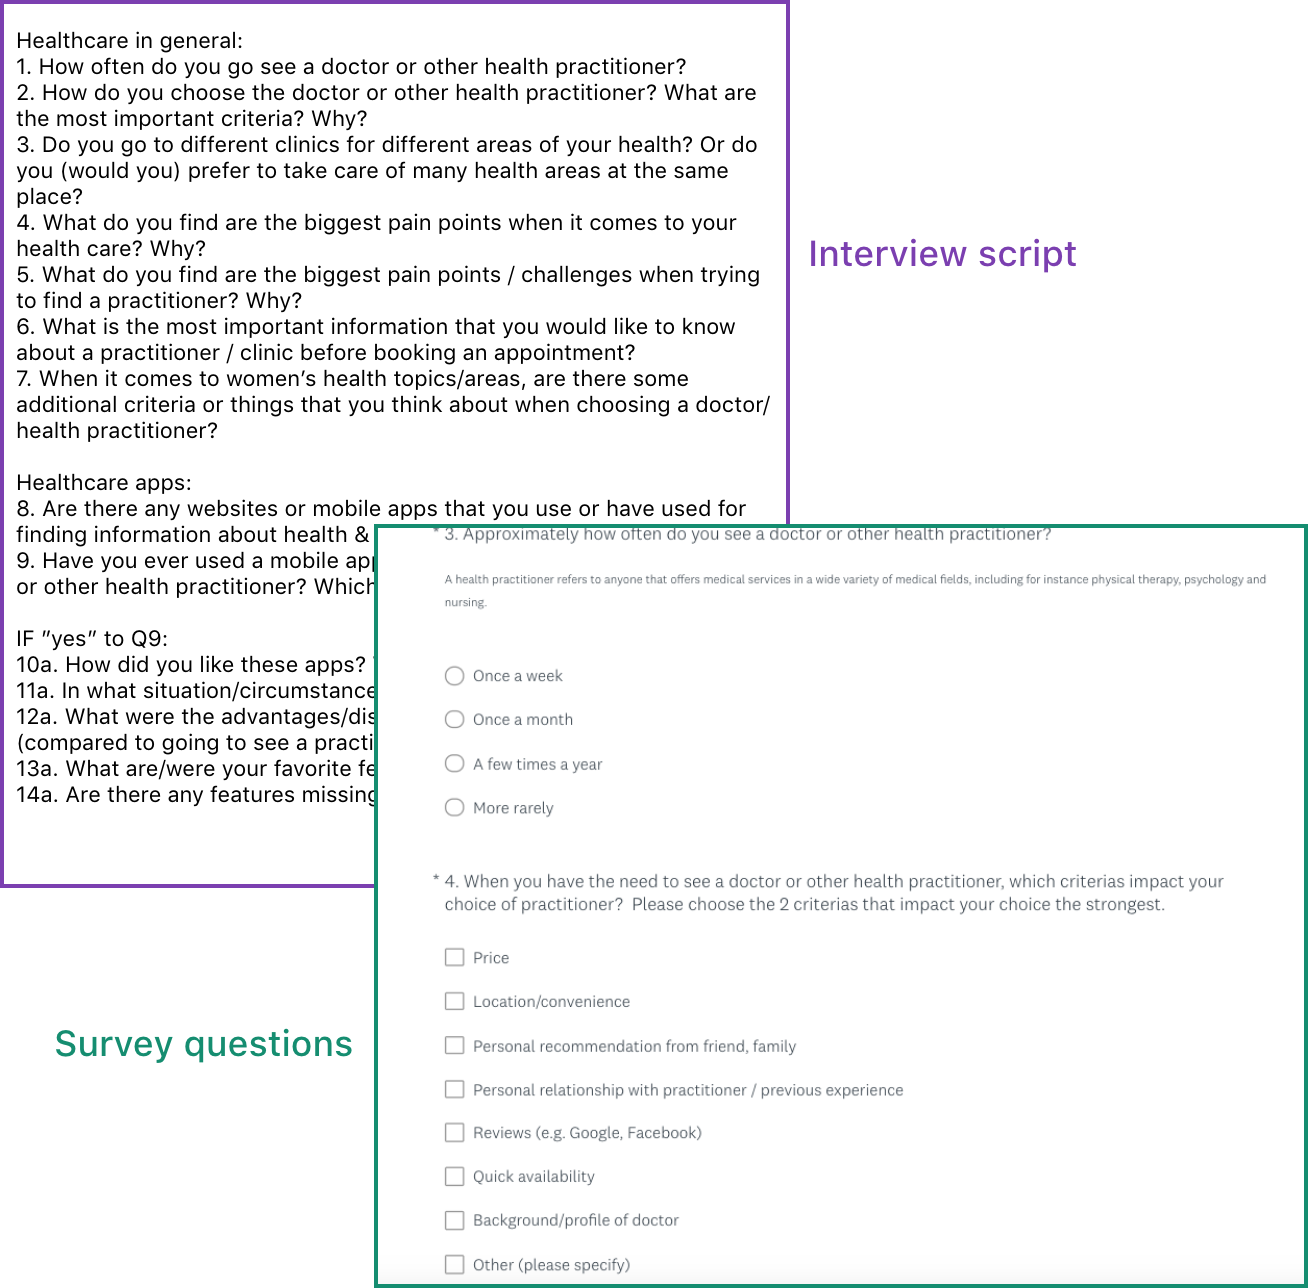 Healthcare in general:
1. How often do you go see a doctor or other health practitioner?
2. How do you choose the doctor or other health practitioner? What are
the most important criteria? Why?
3. Do you go to different clinics for different areas of your health? Or do
you (would you) prefer to take care of many health areas at the same
place?
4. What do you find are the biggest pain points when it comes to your
health care? Why?
5. What do you find are the biggest pain points / challenges when trying
to find a practitioner? Why?
6. What is the most important information that you would like to know
about a practitioner / clinic before booking an appointment?
7. When it comes to women’s health topics/areas, are there some
additional criteria or things that you think about when choosing a doctor/
health practitioner?
Healthcare apps:
8. Are there any websites or mobile apps that you use or have used for
finding information about health &
9. Have you ever used a mobile app
or other health practitioner? Which
IF ”yes” to Q9:
10a. How did you like these apps?
11a. In what situation/circumstance
12a. What were the advantages/dis
(compared to going to see a practi
13a. What are/were your favorite fe
14a. Are there any features missing
Interview script
Survey questions
* 3. Approximately how often do you see a doctor or other health practitioner?
A health practitioner refers to anyone that offers medical services in a wide variety of medical fields, including for instance physical therapy, psychology and
nursing.
Once a week
Once a month
A few times a year
More rarely
* 4. When you have the need to see a doctor or other health practitioner, which criterias impact your
choice of practitioner? Please choose the 2 criterias that impact your choice the strongest.
Price
Location/convenience
Personal recommendation from friend, family
Personal relationship with practitioner / previous experience
Reviews (e.g. Google, Facebook)
Quick availability
Background/profile of doctor
Other (please specify)